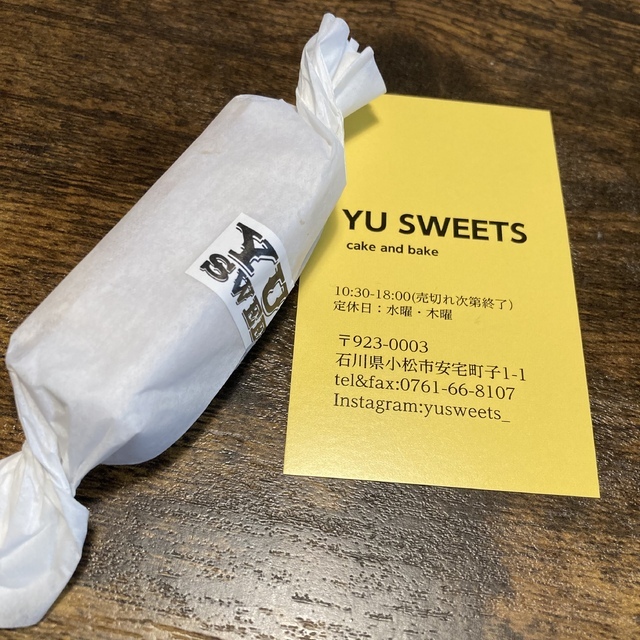 YU
SWEE
YU SWEETS
cake and bake
10:30-18:00(売切れ次第終了)
定休日：水曜・木曜
〒923-0003
石川県小松市安宅町子1-1
tel&fax:0761-66-8107
Instagram:yusweets_